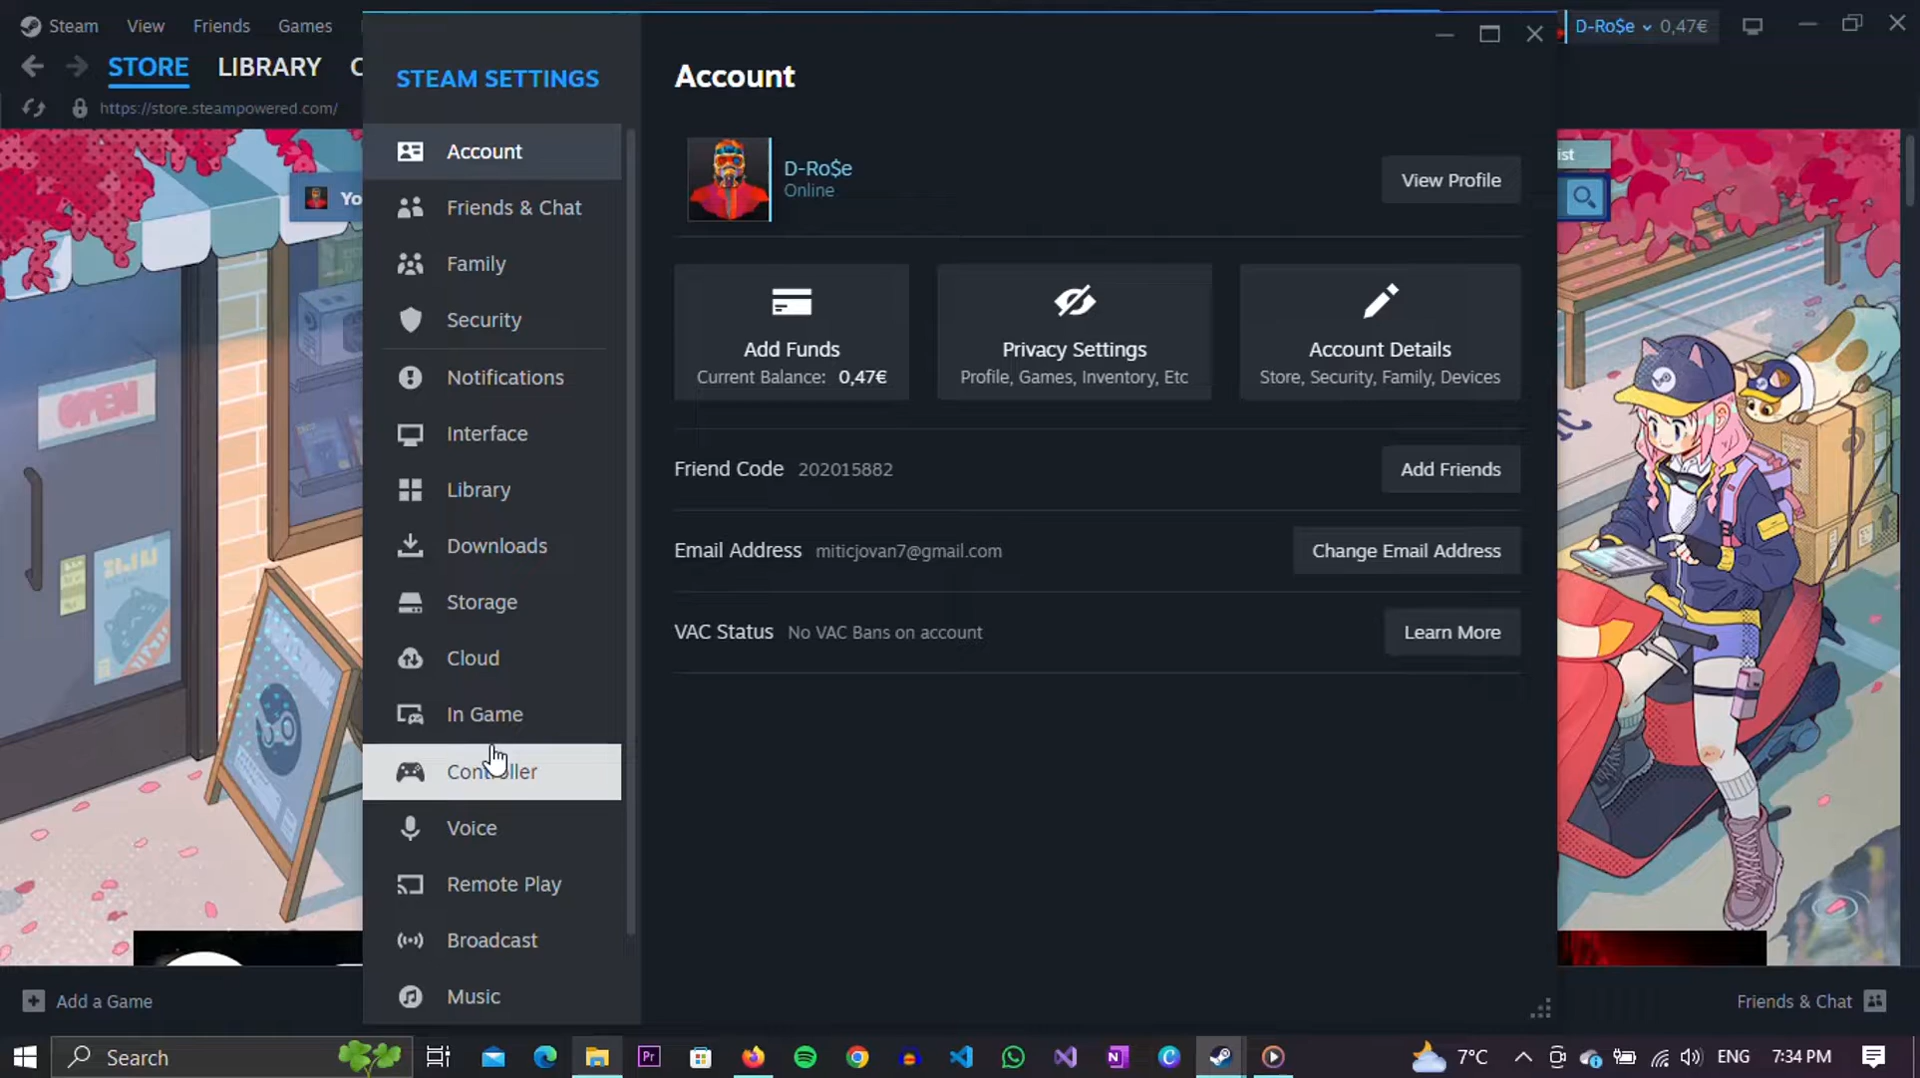 Steam View Friends Games
D-Ro$e 0,47€
STORE LIBRARY C
https://store.steampowered.com/
STEAM SETTINGS
Account
Friends & Chat
Family
Security
Notifications
Interface
Library
Downloads
Storage
Cloud
In Game
Controller
Voice
Remote Play
Broadcast
Music
Account
D-Ro$e
Online
View Profile
Add Funds
Current Balance: 0,47€
Privacy Settings
Profile, Games, Inventory, Etc
Account Details
Store, Security, Family, Devices
Friend Code 202015882
Add Friends
Email Address miticjovan7@gmail.com
Change Email Address
VAC Status No VAC Bans on account
Learn More
Yo
ist
OPEN
Add a Game
Friends & Chat
Search
Pr
N
7°C
ENG
7:34 PM